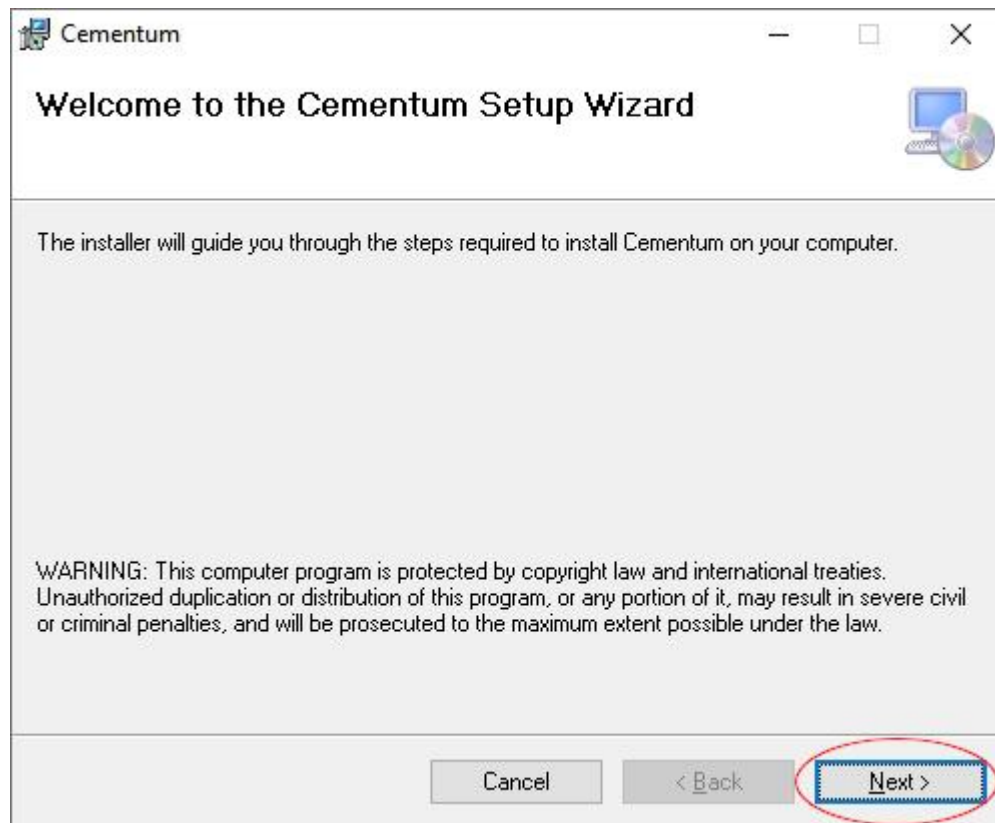 Cementum
Welcome to the Cementum Setup Wizard
The installer will guide you through the steps required to install Cementum on your computer.
WARNING: This computer program is protected by copyright law and international treaties.
Unauthorized duplication or distribution of this program, or any portion of it, may result in severe civil
or criminal penalties, and will be prosecuted to the maximum extent possible under the law.
Cancel
< Back
Next >